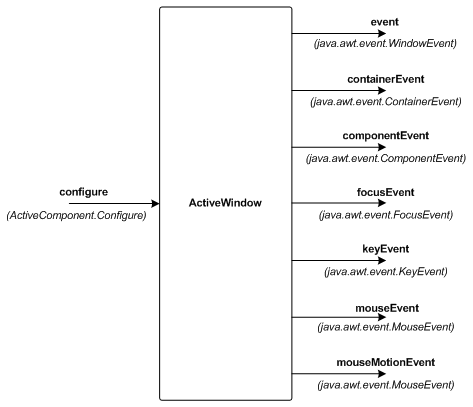 event
(java.awt.event.WindowEvent)
containerEvent
(java.awt.event.ContainerEvent)
componentEvent
(java.awt.event.ComponentEvent)
configure
(ActiveComponent.Configure)
ActiveWindow
focusEvent
(java.awt.event.FocusEvent)
keyEvent
(java.awt.event.KeyEvent)
mouseEvent
(java.awt.event.MouseEvent)
mouseMotionEvent
(java.awt.event.MouseEvent)